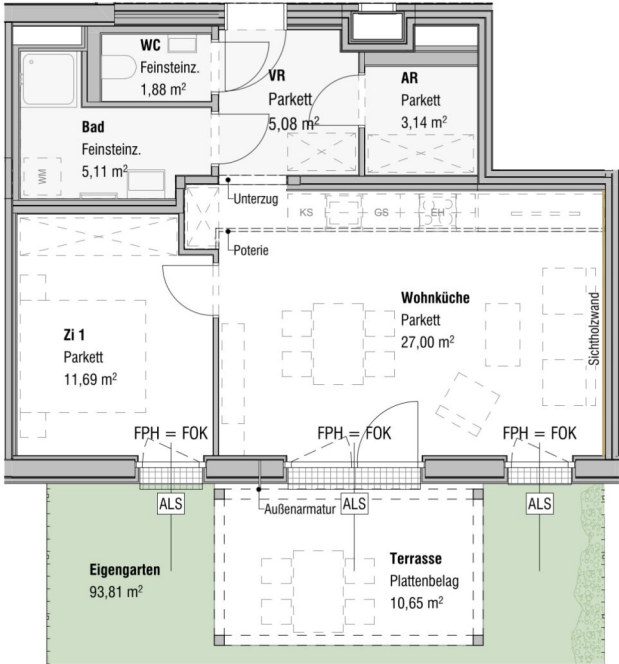 WC
Feinsteinz.
1,88 m²
VR
Parkett
5,08 m²
AR
Parkett
3,14 m²
Bad
Feinsteinz.
5,11 m²
WM
Unterzug
KS
GS
EH
Poterie
Zi 1
Parkett
11,69 m²
Wohnküche
Parkett
27,00 m²
Sichtholzwand
FPH = FOK
FPH = FOK
FPH = FOK
ALS
Außenarmatur
ALS
ALS
Eigengarten
93,81 m²
Terrasse
Plattenbelag
10,65 m²